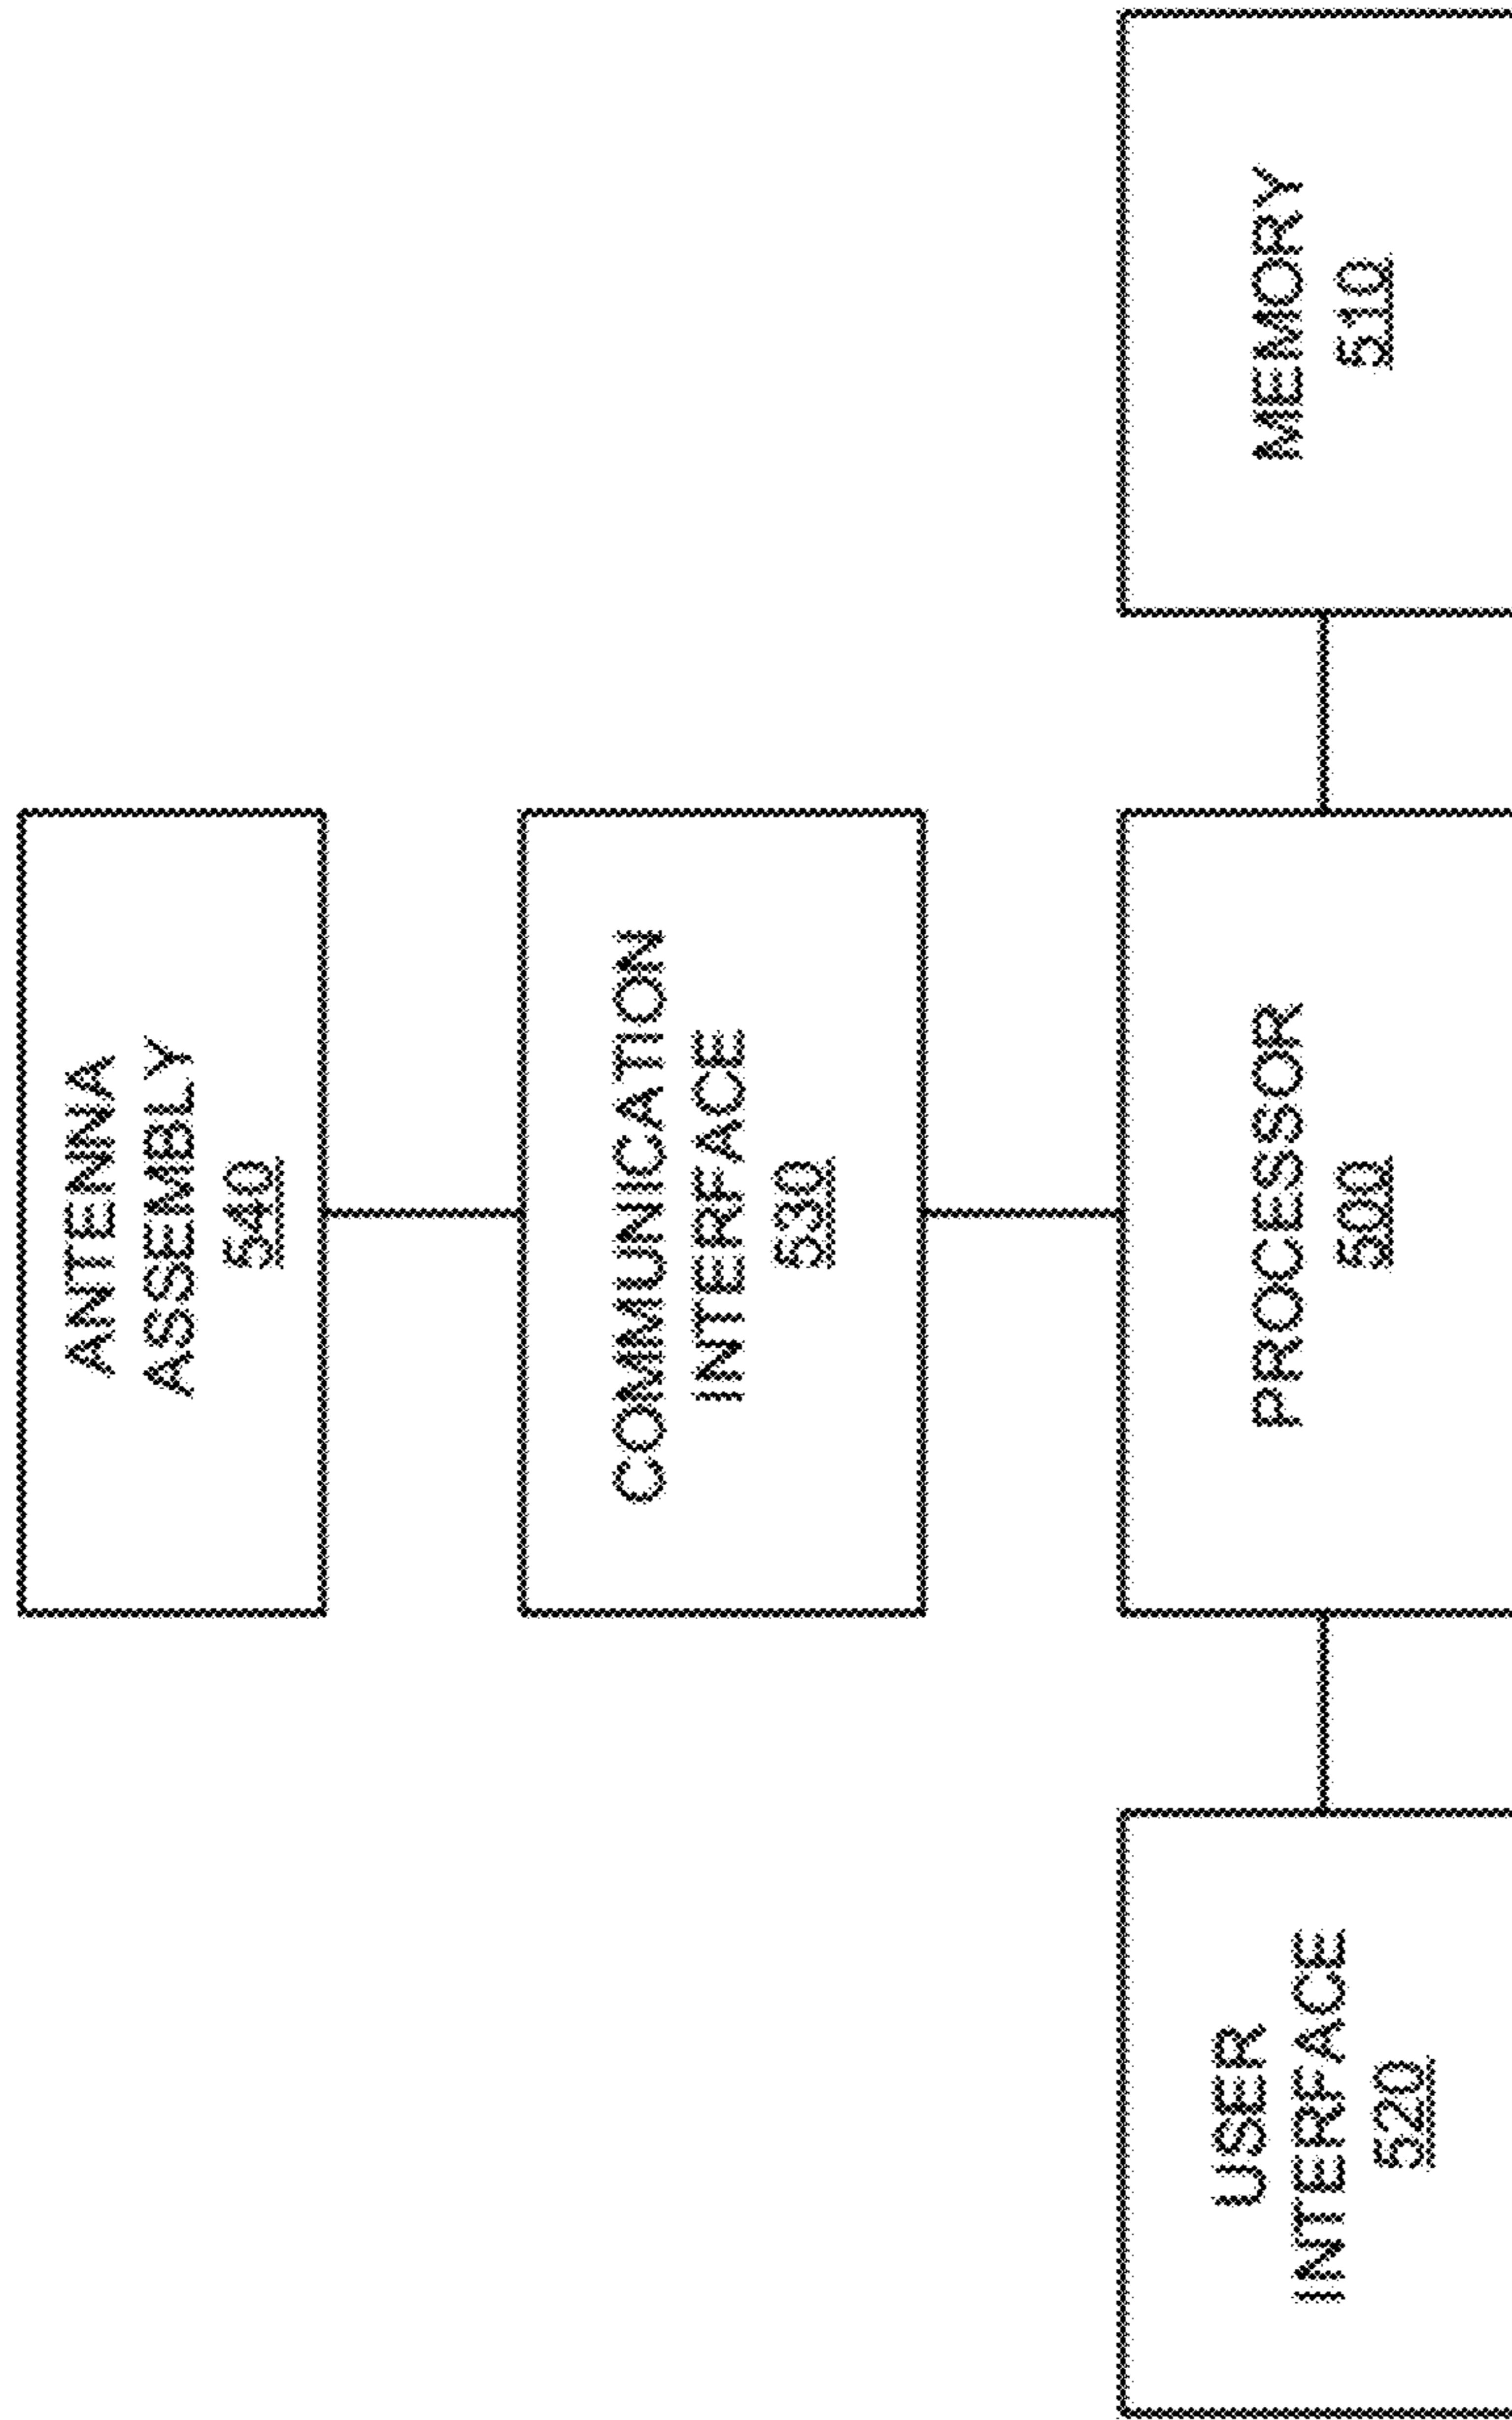 ANTENNA
ASSEMBLY
540
COMMUNICATION
INTERFACE
530
USER
INTERFACE
520
PROCESSOR
500
MEMORY
510